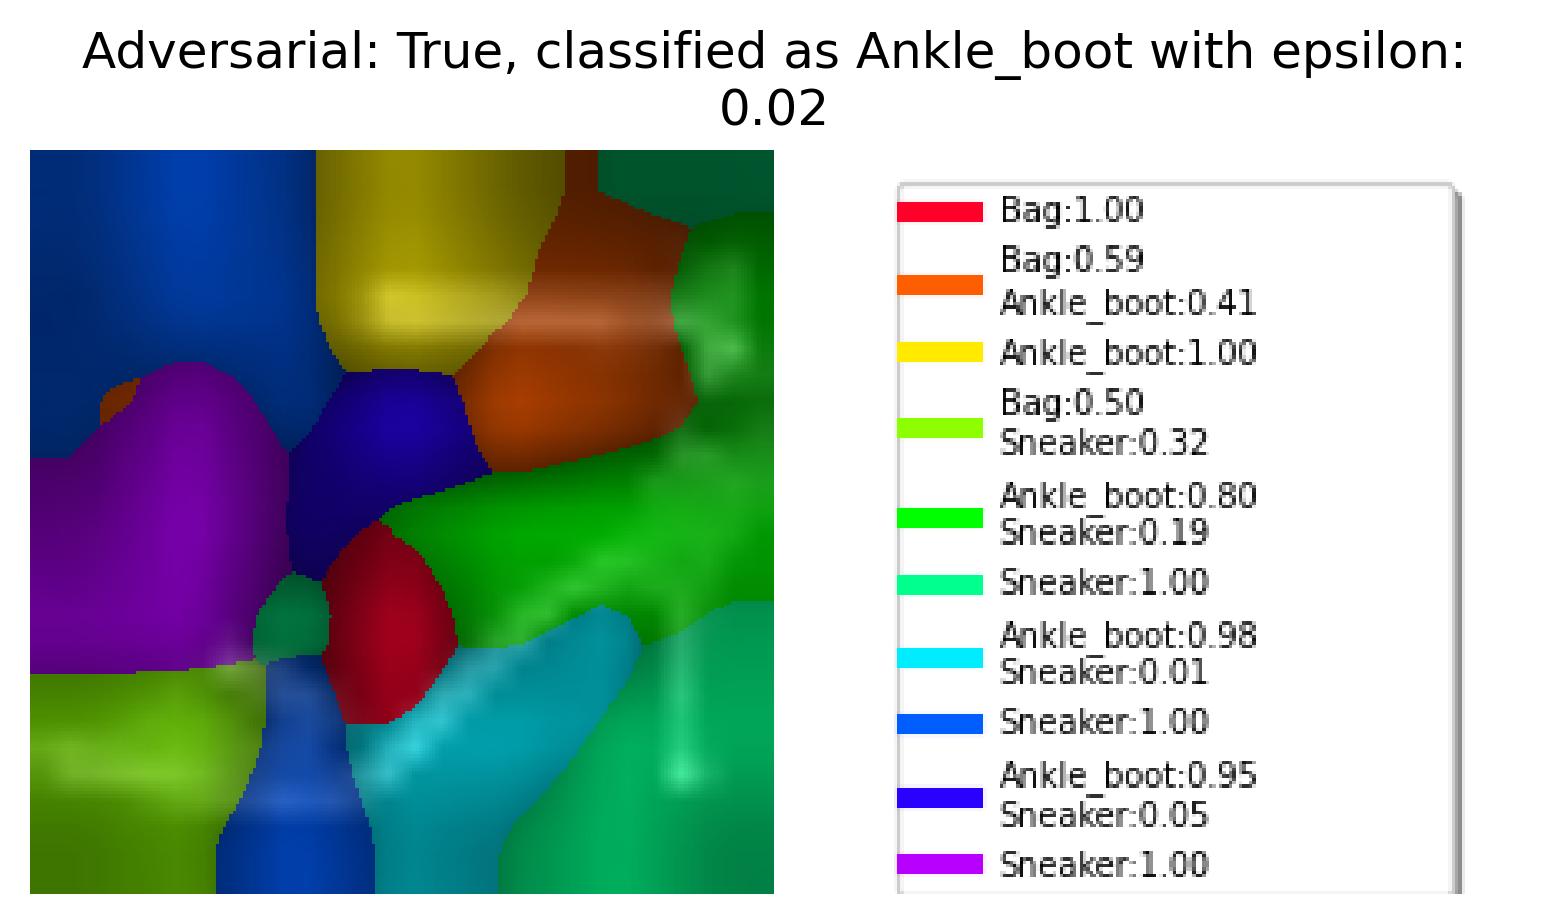 Adversarial: True, classified as Ankle_boot with epsilon:
0.02
Bag:1.00
Bag:0.59
Ankle_boot:0.41
Ankle_boot:1.00
Bag:0.50
Sneaker:0.32
Ankle_boot:0.80
Sneaker:0.19
Sneaker:1.00
Ankle_boot:0.98
Sneaker:0.01
Sneaker:1.00
Ankle_boot:0.95
Sneaker:0.05
Sneaker:1.00